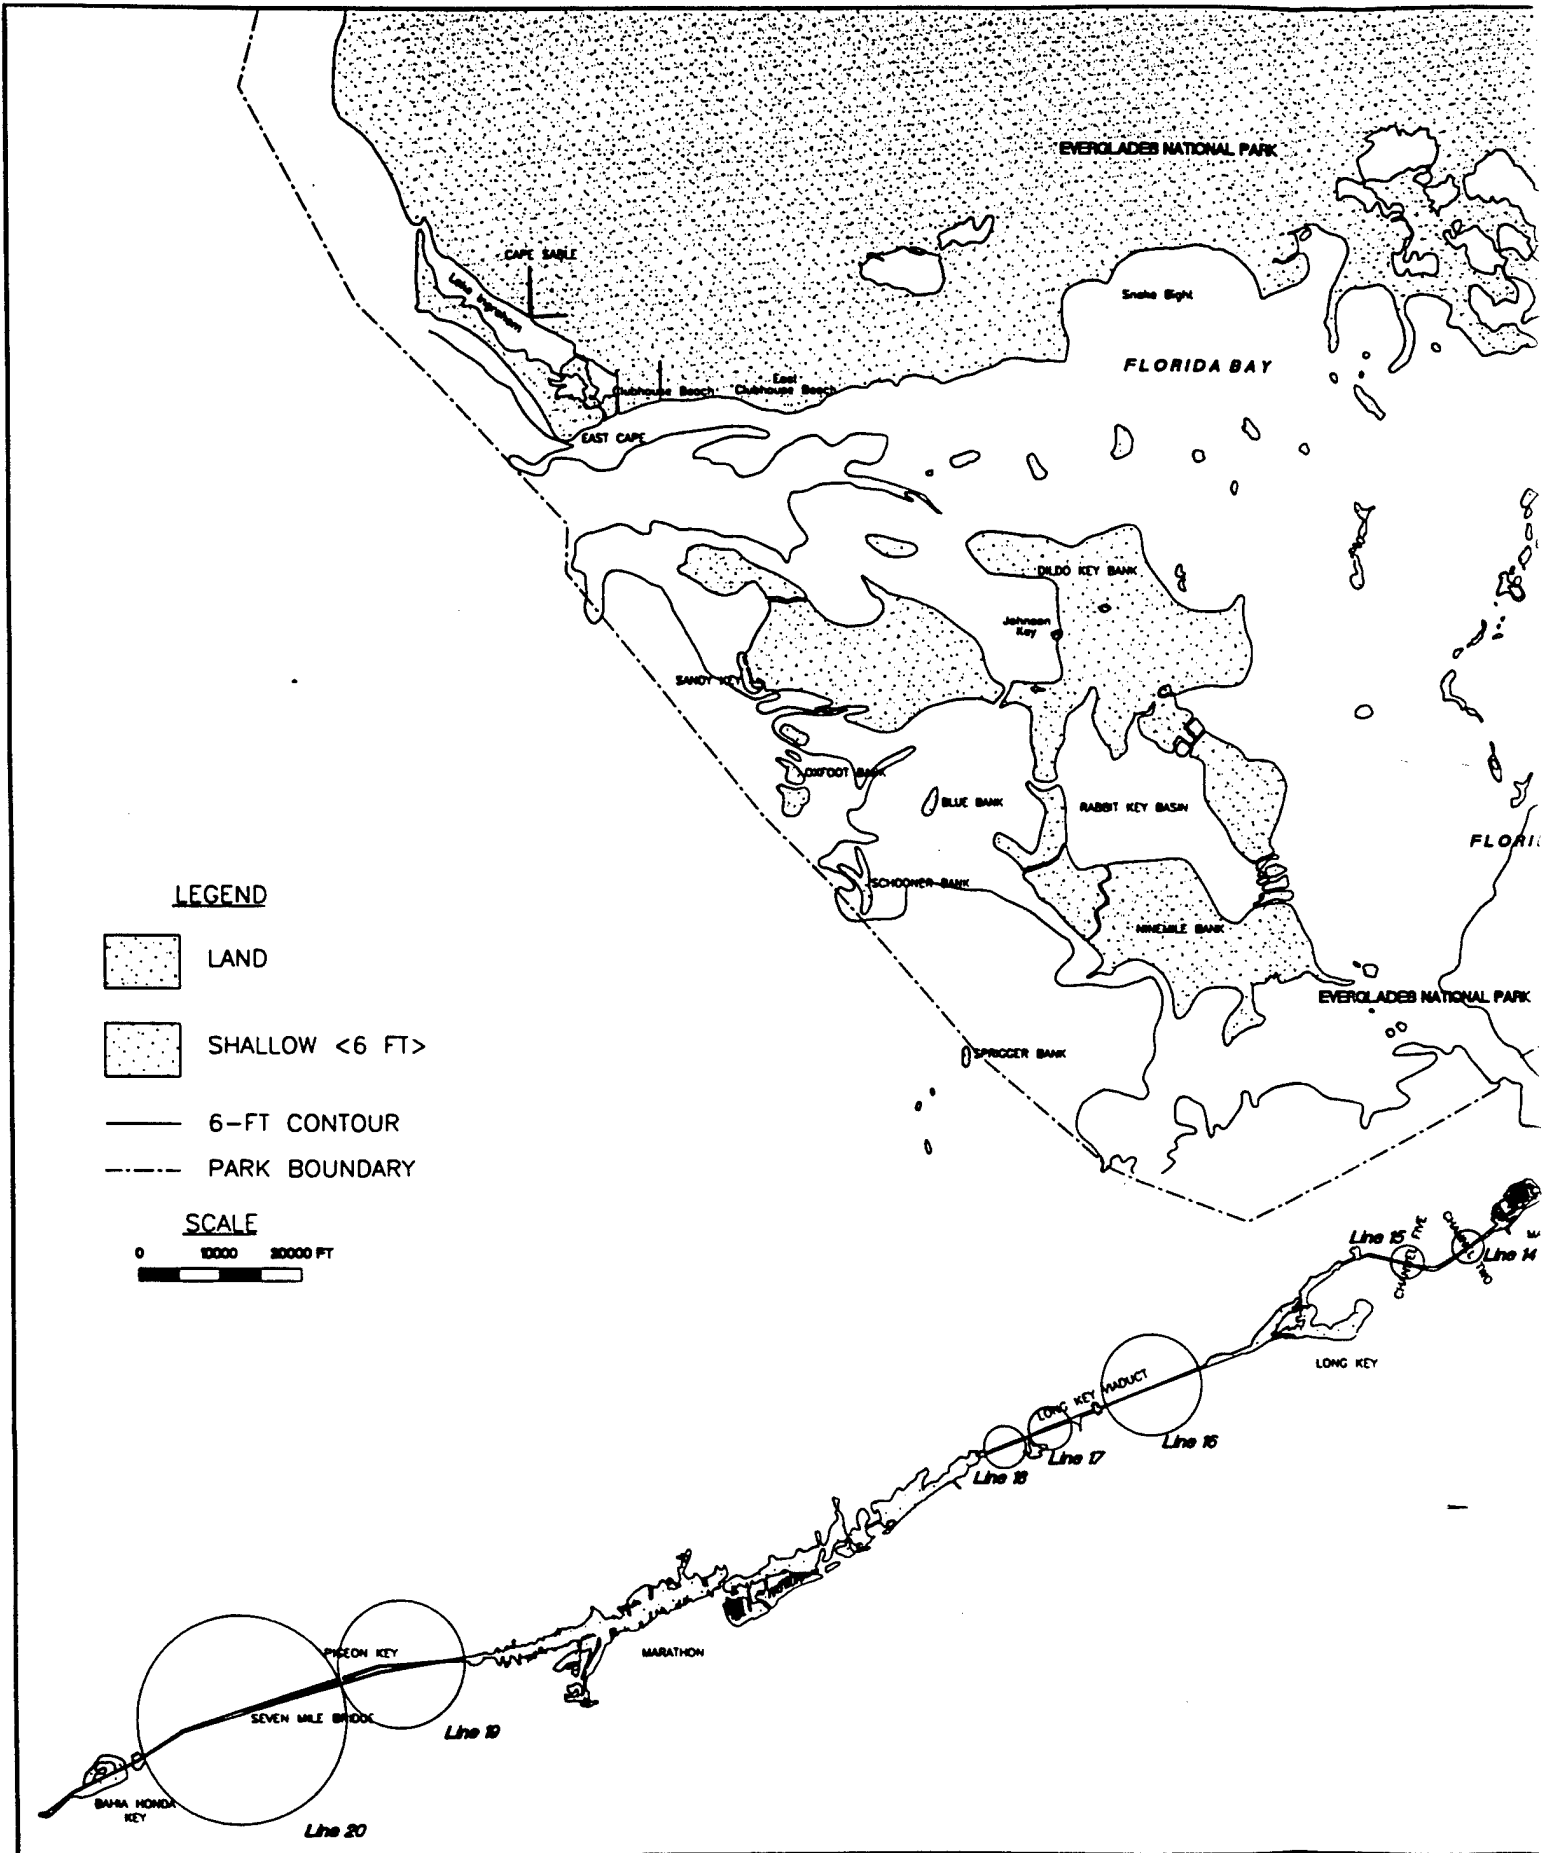 EVERGLADES NATIONAL PARK
CAPE SABLE
Lake Ingraham
Snake Bight
FLORIDA BAY
East
Clubhouse Beach
Clubhouse Beach
EAST CAPE
DILDO KEY BANK
Johnson
Key
SANDY KEY
OXFOOT BANK
BLUE BANK
RABBIT KEY BASIN
FLORI
SCHOONER BANK
NINEMILE BANK
LEGEND
LAND
SHALLOW <6 FT>
6-FT CONTOUR
PARK BOUNDARY
EVERGLADES NATIONAL PARK
SPRIGGER BANK
SCALE
0 10000 20000 FT
Line 15
CHANNEL FIVE
Line 14
LONG KEY
LONG KEY VIADUCT
Line 16
Line 17
Line 18
MARATHON
PIGEON KEY
SEVEN MILE BRIDGE
Line 19
BAHIA HONDA
KEY
Line 20